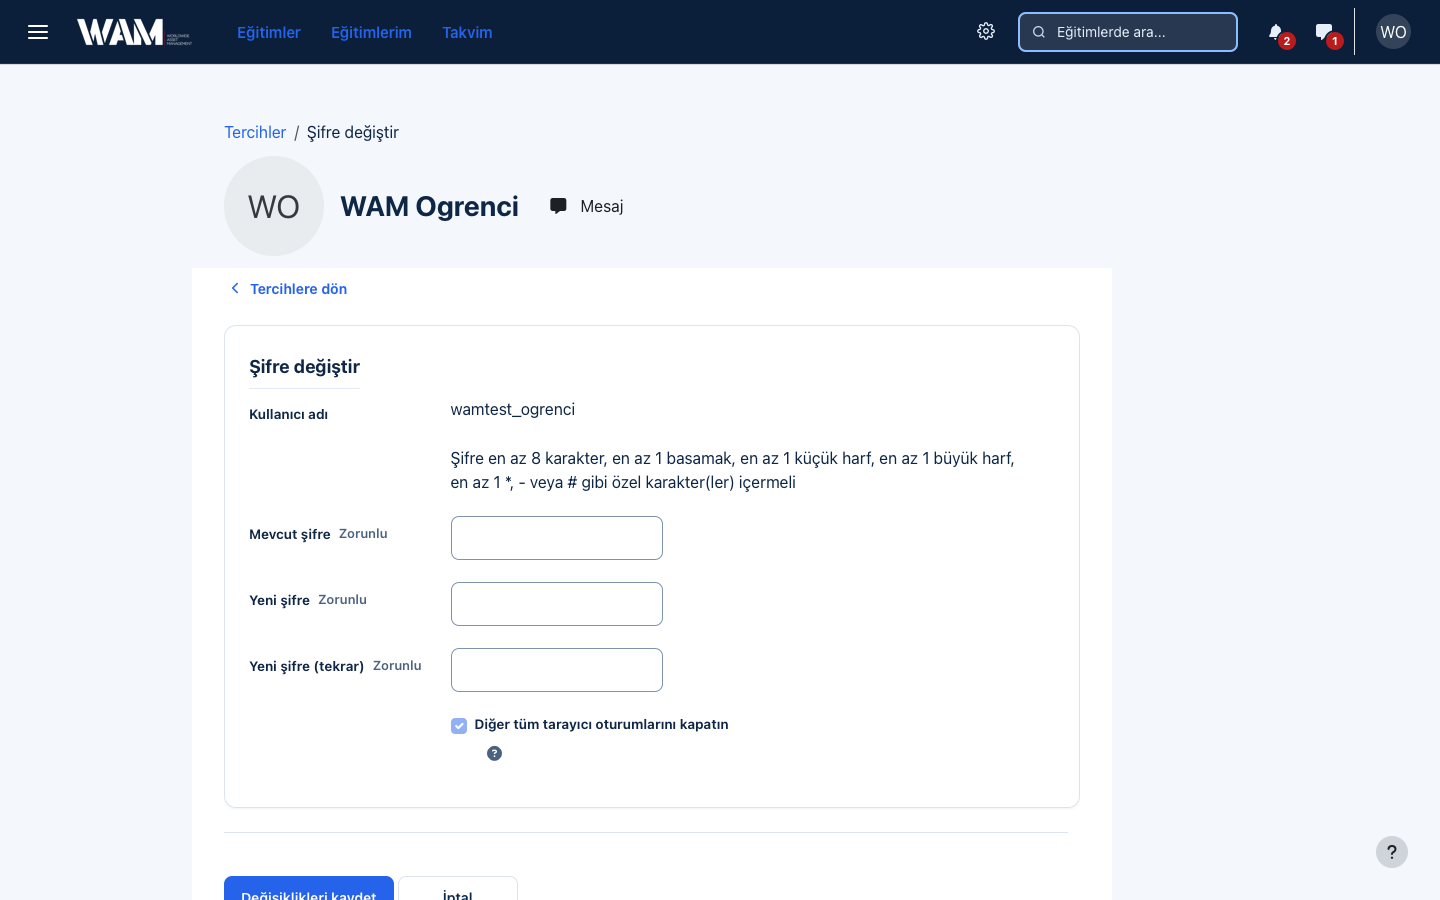 WAM WORLDWIDE ASSET MANAGEMENT
Eğitimler Eğitimlerim Takvim
Eğitimlerde ara...
2
1
WO
Tercihler / Şifre değiştir
WO
WAM Ogrenci
Mesaj
Tercihlere dön
Şifre değiştir
Kullanıcı adı
wamtest_ogrenci
Şifre en az 8 karakter, en az 1 basamak, en az 1 küçük harf, en az 1 büyük harf,
en az 1 *, - veya # gibi özel karakter(ler) içermeli
Mevcut şifre Zorunlu
Yeni şifre Zorunlu
Yeni şifre (tekrar) Zorunlu
Diğer tüm tarayıcı oturumlarını kapatın
?
Değişiklikleri kaydet
İptal
?